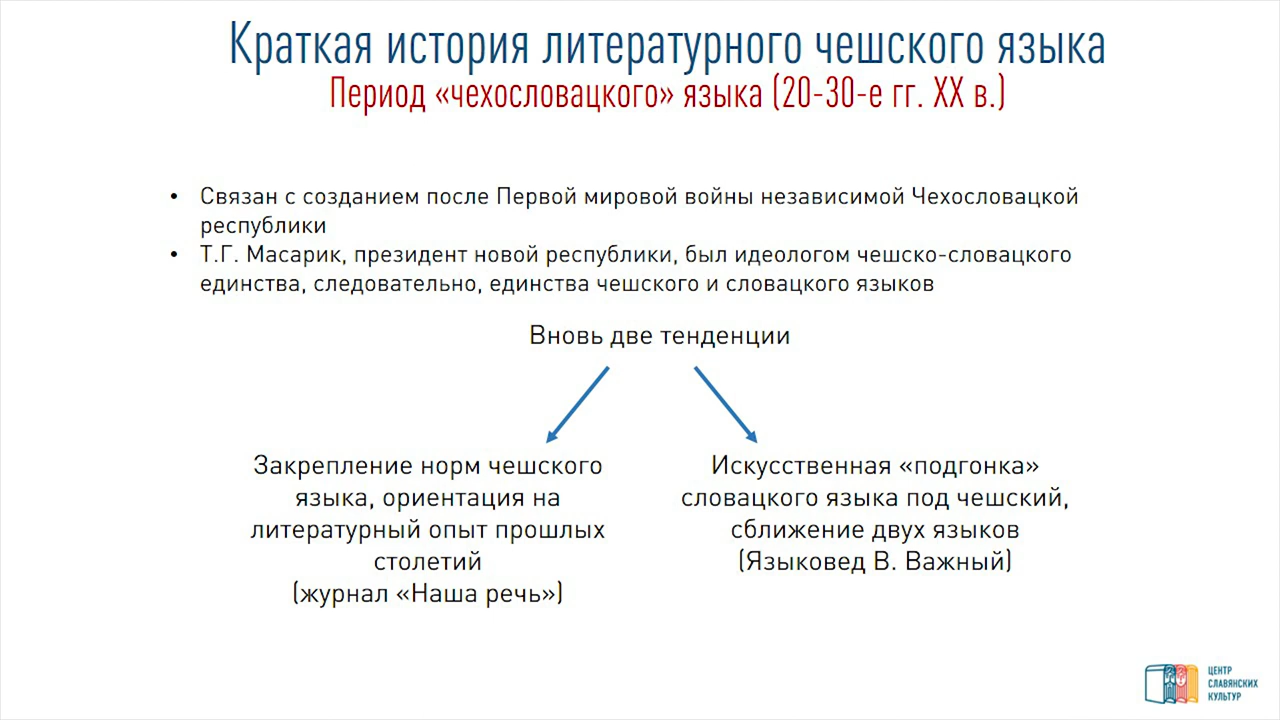 Краткая история литературного чешского языка
Период «чехословацкого» языка (20-30-е гг. XX в.)
• Связан с созданием после Первой мировой войны независимой Чехословацкой
республики
• Т.Г. Масарик, президент новой республики, был идеологом чешско-словацкого
единства, следовательно, единства чешского и словацкого языков
Вновь две тенденции
Закрепление норм чешского
языка, ориентация на
литературный опыт прошлых
столетий
(журнал «Наша речь»)
Искусственная «подгонка»
словацкого языка под чешский,
сближение двух языков
(Языковед В. Важный)
ЦЕНТР
СЛАВЯНСКИХ
КУЛЬТУР